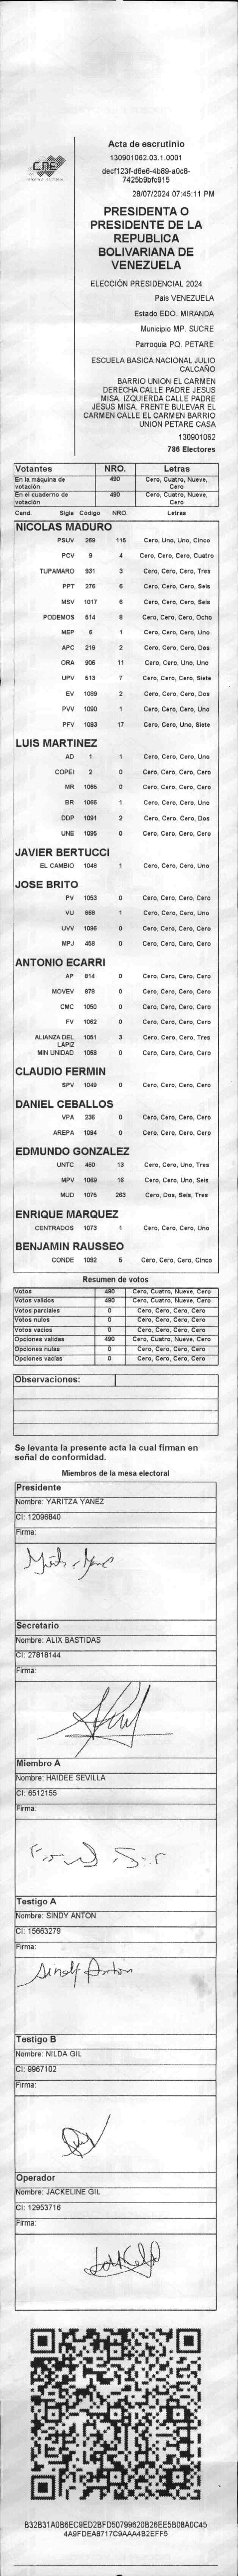 CNE
Acta de escrutinio
130901062.03.1.0001
decf123f-d6e6-4b89-a0c8-
7425b9bfc915
28/07/2024 07:45:11 PM
PRESIDENTA O
PRESIDENTE DE LA
REPUBLICA
BOLIVARIANA DE
VENEZUELA
ELECCIÓN PRESIDENCIAL 2024
Pais VENEZUELA
Estado EDO. MIRANDA
Municipio MP. SUCRE
Parroquia PQ. PETARE
ESCUELA BASICA NACIONAL JULIO
CALCAÑO
BARRIO UNION EL CARMEN
DERECHA CALLE PADRE JESUS
MISA. IZQUIERDA CALLE PADRE
JESUS MISA. FRENTE BULEVAR EL
CARMEN CALLE EL CARMEN BARRIO
UNION PETARE CASA
130901062
786 Electores
Votantes NRO. Letras
En la máquina de votación 490 Cero, Cuatro, Nueve, Cero
En el cuaderno de votación 490 Cero, Cuatro, Nueve, Cero
Cand. Sigla Código NRO. Letras
NICOLAS MADURO
PSUV 269 115 Cero, Uno, Uno, Cinco
PCV 9 4 Cero, Cero, Cero, Cuatro
TUPAMARO 931 3 Cero, Cero, Cero, Tres
PPT 276 6 Cero, Cero, Cero, Seis
MSV 1017 6 Cero, Cero, Cero, Seis
PODEMOS 514 8 Cero, Cero, Cero, Ocho
MEP 6 1 Cero, Cero, Cero, Uno
APC 219 2 Cero, Cero, Cero, Dos
ORA 906 11 Cero, Cero, Uno, Uno
UPV 513 7 Cero, Cero, Cero, Siete
EV 1089 2 Cero, Cero, Cero, Dos
PVV 1090 1 Cero, Cero, Cero, Uno
PFV 1093 17 Cero, Cero, Uno, Siete
LUIS MARTINEZ
AD 1 1 Cero, Cero, Cero, Uno
COPEI 2 0 Cero, Cero, Cero, Cero
MR 1065 0 Cero, Cero, Cero, Cero
BR 1066 1 Cero, Cero, Cero, Uno
DDP 1091 2 Cero, Cero, Cero, Dos
UNE 1095 0 Cero, Cero, Cero, Cero
JAVIER BERTUCCI
EL CAMBIO 1048 1 Cero, Cero, Cero, Uno
JOSE BRITO
PV 1053 0 Cero, Cero, Cero, Cero
VU 868 1 Cero, Cero, Cero, Uno
UVV 1096 0 Cero, Cero, Cero, Cero
MPJ 458 0 Cero, Cero, Cero, Cero
ANTONIO ECARRI
AP 814 0 Cero, Cero, Cero, Cero
MOVEV 879 0 Cero, Cero, Cero, Cero
CMC 1050 0 Cero, Cero, Cero, Cero
FV 1062 0 Cero, Cero, Cero, Cero
ALIANZA DEL LAPIZ 1051 3 Cero, Cero, Cero, Tres
MIN UNIDAD 1068 0 Cero, Cero, Cero, Cero
CLAUDIO FERMIN
SPV 1049 0 Cero, Cero, Cero, Cero
DANIEL CEBALLOS
VPA 236 0 Cero, Cero, Cero, Cero
AREPA 1094 0 Cero, Cero, Cero, Cero
EDMUNDO GONZALEZ
UNTC 460 13 Cero, Cero, Uno, Tres
MPV 1069 16 Cero, Cero, Uno, Seis
MUD 1075 263 Cero, Dos, Seis, Tres
ENRIQUE MARQUEZ
CENTRADOS 1073 1 Cero, Cero, Cero, Uno
BENJAMIN RAUSSEO
CONDE 1092 5 Cero, Cero, Cero, Cinco
Resumen de votos
Votos 490 Cero, Cuatro, Nueve, Cero
Votos validos 490 Cero, Cuatro, Nueve, Cero
Votos parciales 0 Cero, Cero, Cero, Cero
Votos nulos 0 Cero, Cero, Cero, Cero
Votos vacios 0 Cero, Cero, Cero, Cero
Opciones validas 490 Cero, Cuatro, Nueve, Cero
Opciones nulas 0 Cero, Cero, Cero, Cero
Opciones vacias 0 Cero, Cero, Cero, Cero
Observaciones:
Se levanta la presente acta la cual firman en
señal de conformidad.
Miembros de la mesa electoral
Presidente
Nombre: YARITZA YANEZ
CI: 12096840
Firma:
Secretario
Nombre: ALIX BASTIDAS
CI: 27818144
Firma:
Miembro A
Nombre: HAIDEE SEVILLA
CI: 6512155
Firma:
Testigo A
Nombre: SINDY ANTON
CI: 15663279
Firma:
Testigo B
Nombre: NILDA GIL
CI: 9967102
Firma:
Operador
Nombre: JACKELINE GIL
CI: 12953716
Firma:
B32B31A0B6EC9ED2BFD50799620B26EE5B08A0C45
4A9FDEA8717C9AAA4B2EFF5